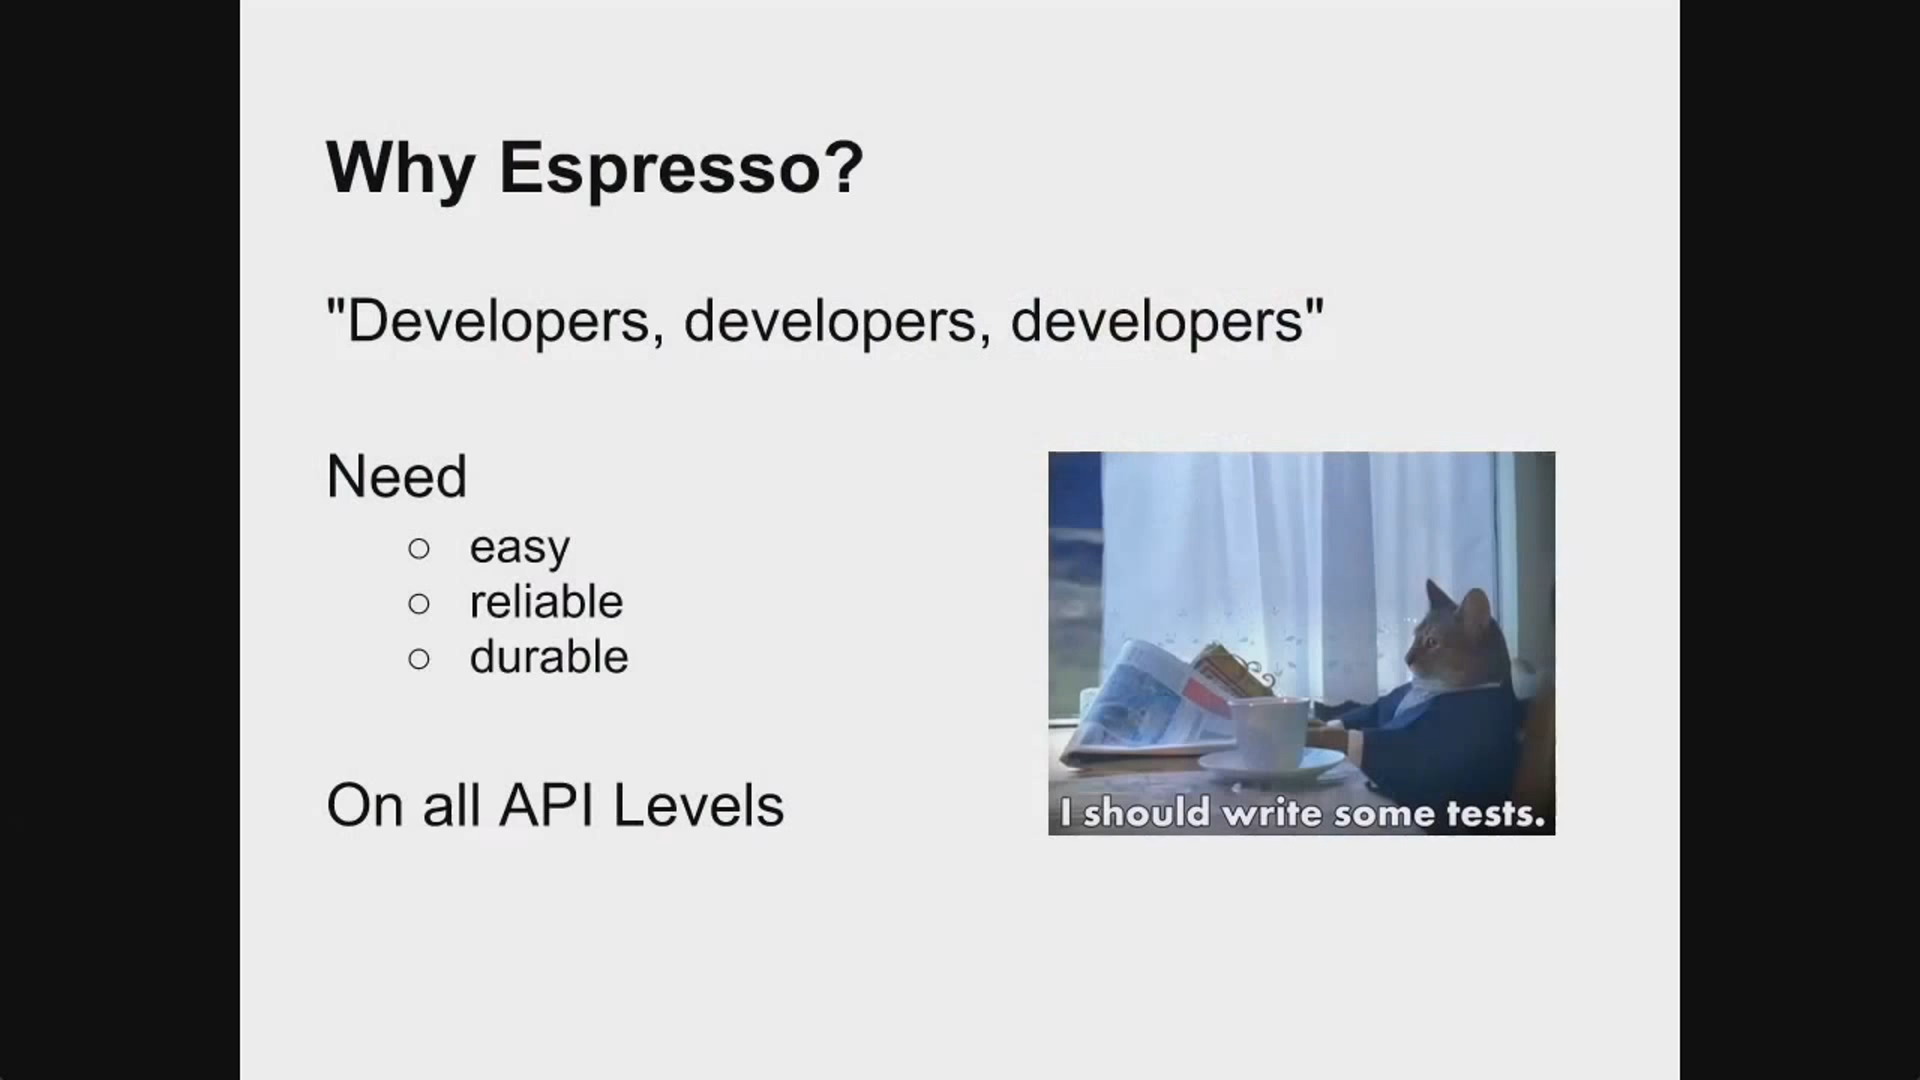 Why Espresso?
"Developers, developers, developers"
Need
○ easy
○ reliable
○ durable
On all API Levels
I should write some tests.